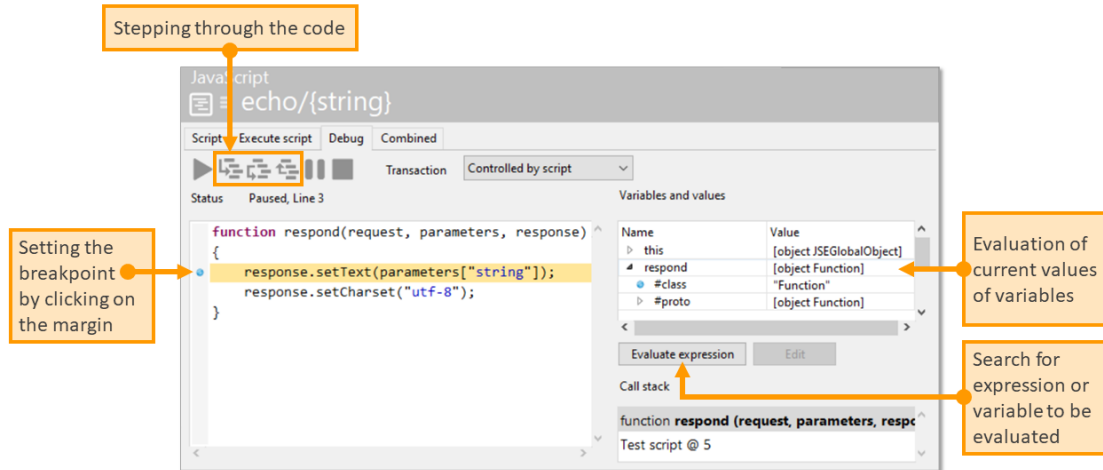 Stepping through the code
JavaScript
echo/{string}
Script Execute script Debug Combined
Transaction Controlled by script
Status Paused, Line 3
Variables and values
function respond(request, parameters, response)
{
response.setText(parameters["string"]);
response.setCharset("utf-8");
}
Name Value
this [object JSEGlobalObject]
respond [object Function]
#class "Function"
#proto [object Function]
Evaluate expression Edit
Call stack
function respond (request, parameters, respo
Test script @ 5
Setting the
breakpoint
by clicking on
the margin
Evaluation of
current values
of variables
Search for
expression or
variable to be
evaluated